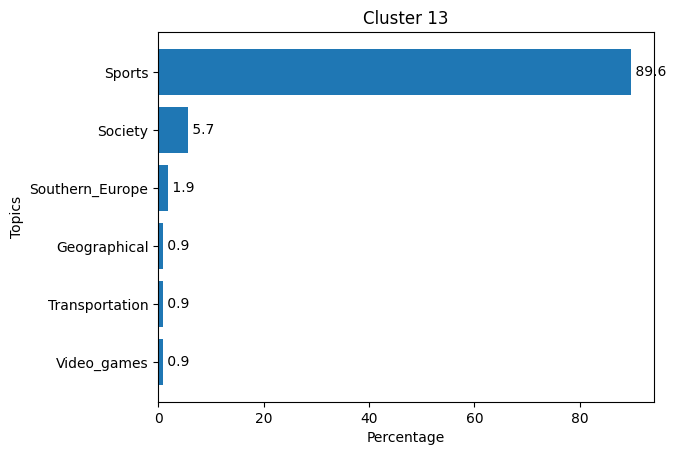 Cluster 13
Topics
Sports 89.6
Society 5.7
Southern_Europe 1.9
Geographical 0.9
Transportation 0.9
Video_games 0.9
0 20 40 60 80
Percentage